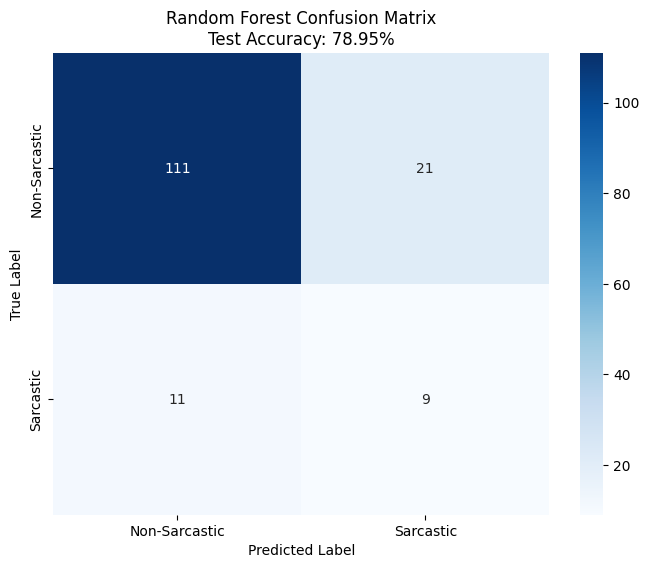 Random Forest Confusion Matrix
Test Accuracy: 78.95%
Non-Sarcastic
111
21
100
80
60
40
20
True Label
Sarcastic
11
9
Non-Sarcastic
Sarcastic
Predicted Label